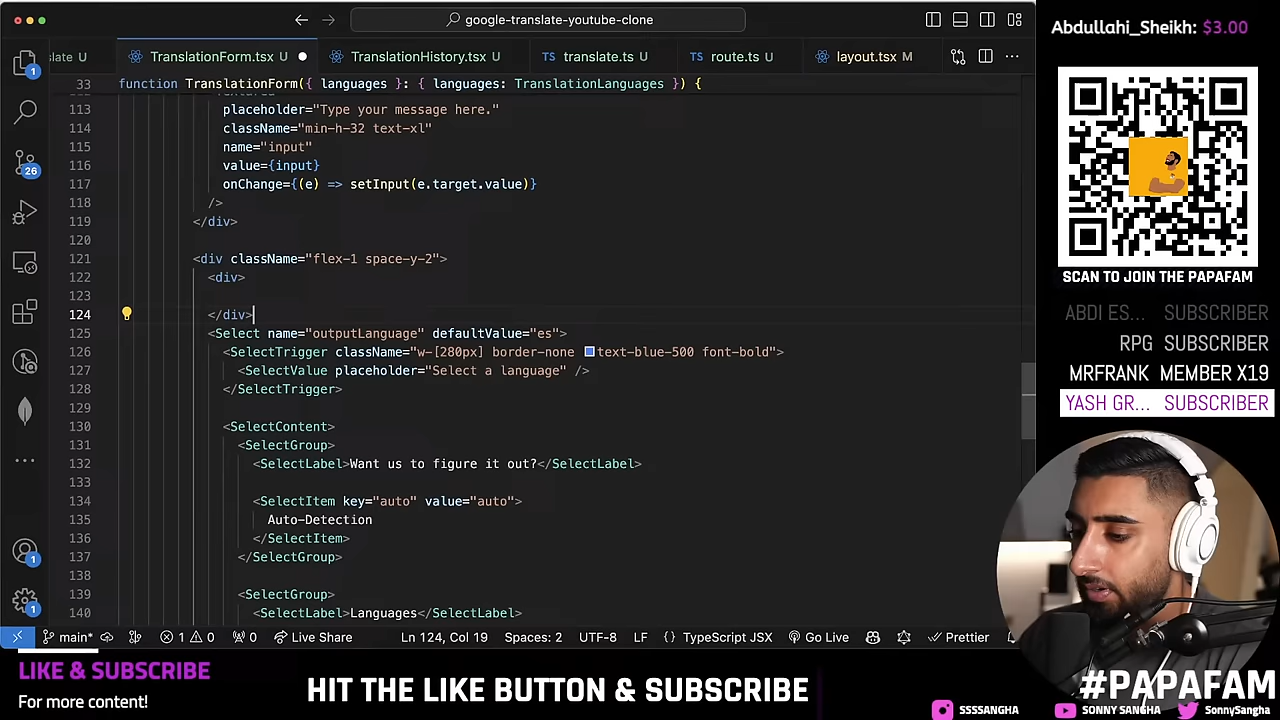 google-translate-youtube-clone
slate U
TranslationForm.tsx U
TranslationHistory.tsx U
TS translate.ts U
TS route.ts U
layout.tsx M
33 function TranslationForm({ languages }: { languages: TranslationLanguages }) {
113 placeholder="Type your message here."
114 className="min-h-32 text-xl"
115 name="input"
116 value={input}
117 onChange={(e) => setInput(e.target.value)}
118 />
119 </div>
120
121 <div className="flex-1 space-y-2">
122 <div>
123
124 </div>
125 <Select name="outputLanguage" defaultValue="es">
126 <SelectTrigger className="w-[280px] border-none text-blue-500 font-bold">
127 <SelectValue placeholder="Select a language" />
128 </SelectTrigger>
129
130 <SelectContent>
131 <SelectGroup>
132 <SelectLabel>Want us to figure it out?</SelectLabel>
133
134 <SelectItem key="auto" value="auto">
135 Auto-Detection
136 </SelectItem>
137 </SelectGroup>
138
139 <SelectGroup>
140 <SelectLabel>Languages</SelectLabel>
1
26
1
1
main* 1 0 0 Live Share Ln 124, Col 19 Spaces: 2 UTF-8 LF {} TypeScript JSX Go Live Prettier
Abdullahi_Sheikh: $3.00
SCAN TO JOIN THE PAPAFAM
ABDI ES... SUBSCRIBER
RPG SUBSCRIBER
MRFRANK MEMBER X19
YASH GR... SUBSCRIBER
LIKE & SUBSCRIBE
For more content!
HIT THE LIKE BUTTON & SUBSCRIBE
#PAPAFAM
SSSSANGHA SONNY SANGHA SonnySangha